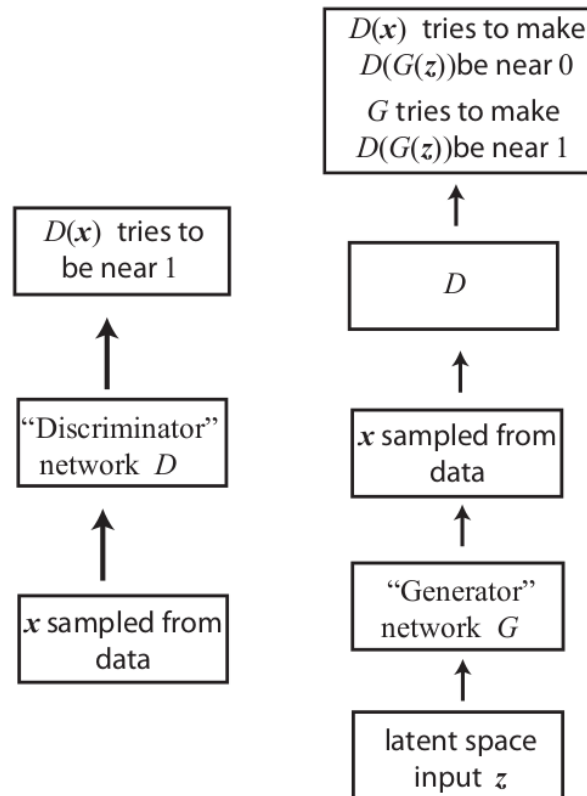 D(x) tries to make
D(G(z))be near 0
G tries to make
D(G(z))be near 1
D(x) tries to
be near 1
D
“Discriminator”
network D
x sampled from
data
“Generator”
network G
x sampled from
data
latent space
input z